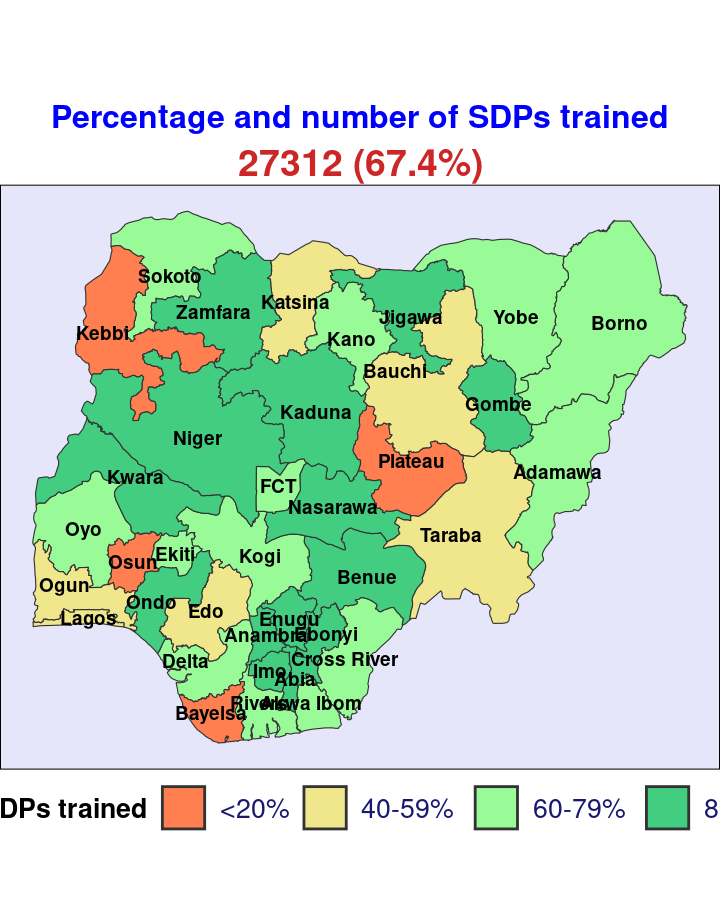 Percentage and number of SDPs trained
27312 (67.4%)
Sokoto
Zamfara
Katsina
Kebbi
Kano
Jigawa
Yobe
Borno
Bauchi
Gombe
Kaduna
Niger
Plateau
Adamawa
Kwara
FCT
Nasarawa
Oyo
Taraba
Osun
Ekiti
Kogi
Ogun
Benue
Ondo
Edo
Lagos
Enugu
Anambra
Ebonyi
Delta
Cross River
Imo
Abia
Rivers
Akwa Ibom
Bayelsa
DPs trained <20% 40-59% 60-79% 8